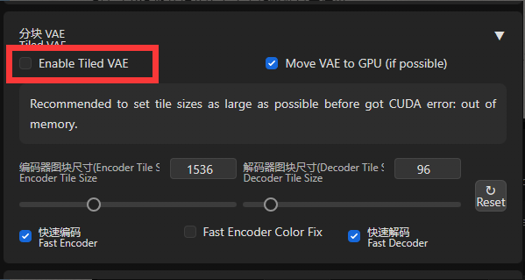 分块 VAE
Tiled VAE
▼
Enable Tiled VAE
Move VAE to GPU (if possible)
Recommended to set tile sizes as large as possible before got CUDA error: out of
memory.
编码器图块尺寸(Encoder Tile S
Encoder Tile Size
1536
解码器图块尺寸(Decoder Tile S
Decoder Tile Size
96
↻
Reset
快速编码
Fast Encoder
Fast Encoder Color Fix
快速解码
Fast Decoder